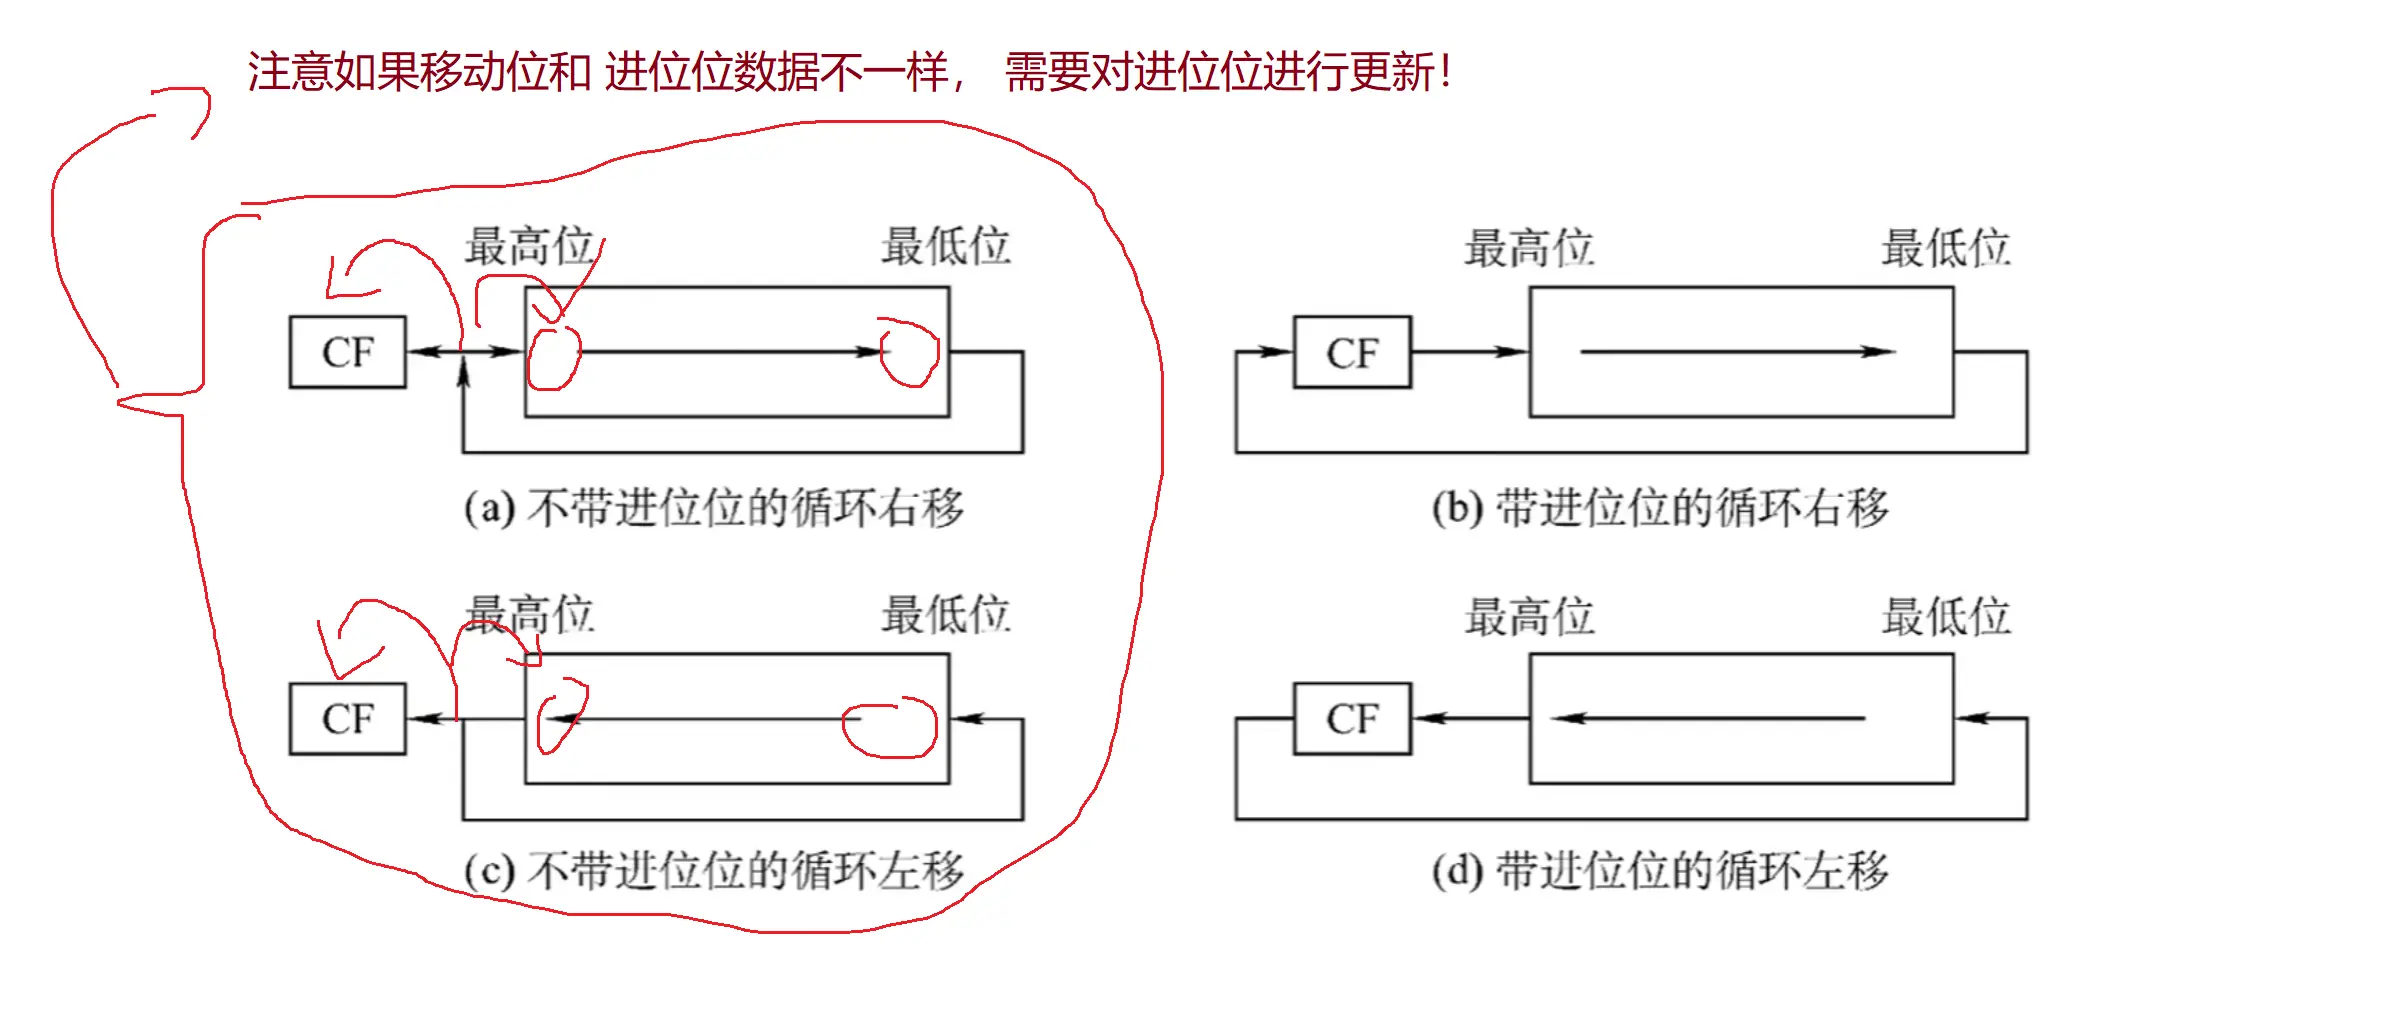 注意如果移动位和 进位位数据不一样， 需要对进位位进行更新！
最高位 最低位 最高位 最低位
CF CF
(a) 不带进位位的循环右移 (b) 带进位位的循环右移
最高位 最低位 最高位 最低位
CF CF
(c) 不带进位位的循环左移 (d) 带进位位的循环左移